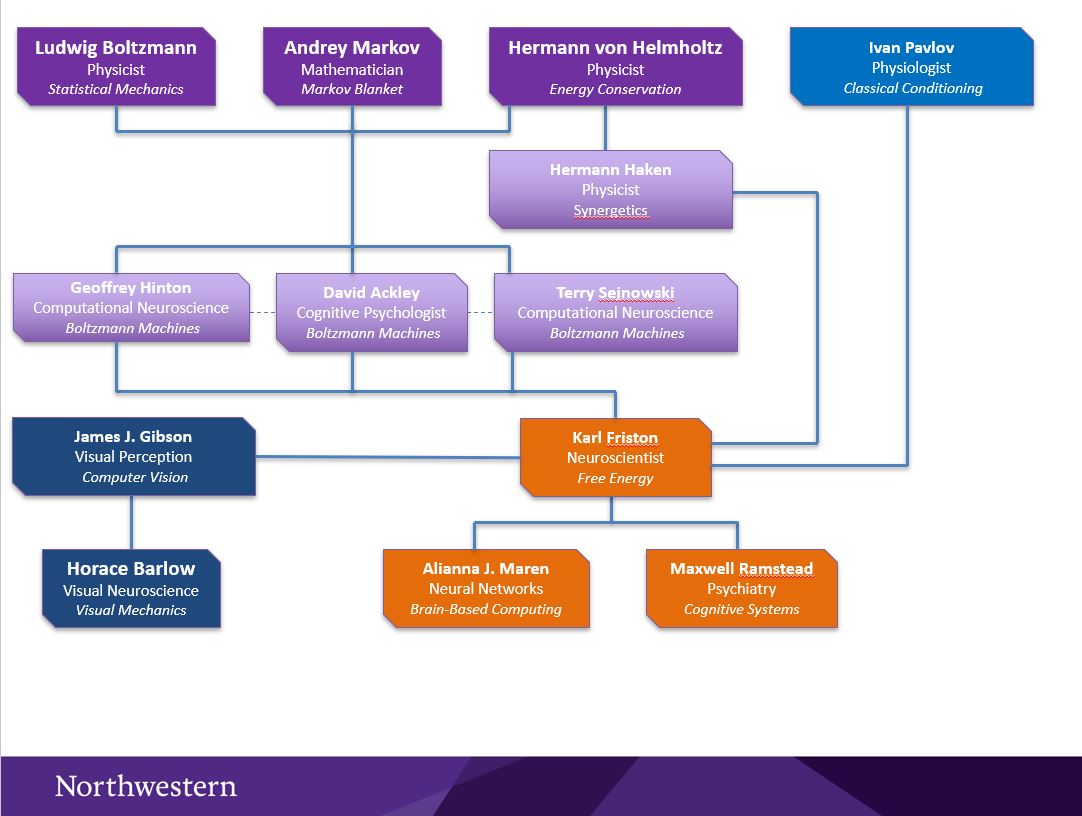 Ludwig Boltzmann
Physicist
Statistical Mechanics
Andrey Markov
Mathematician
Markov Blanket
Hermann von Helmholtz
Physicist
Energy Conservation
Ivan Pavlov
Physiologist
Classical Conditioning
Hermann Haken
Physicist
Synergetics
Geoffrey Hinton
Computational Neuroscience
Boltzmann Machines
David Ackley
Cognitive Psychologist
Boltzmann Machines
Terry Sejnowski
Computational Neuroscience
Boltzmann Machines
James J. Gibson
Visual Perception
Computer Vision
Karl Friston
Neuroscientist
Free Energy
Horace Barlow
Visual Neuroscience
Visual Mechanics
Alianna J. Maren
Neural Networks
Brain-Based Computing
Maxwell Ramstead
Psychiatry
Cognitive Systems
Northwestern